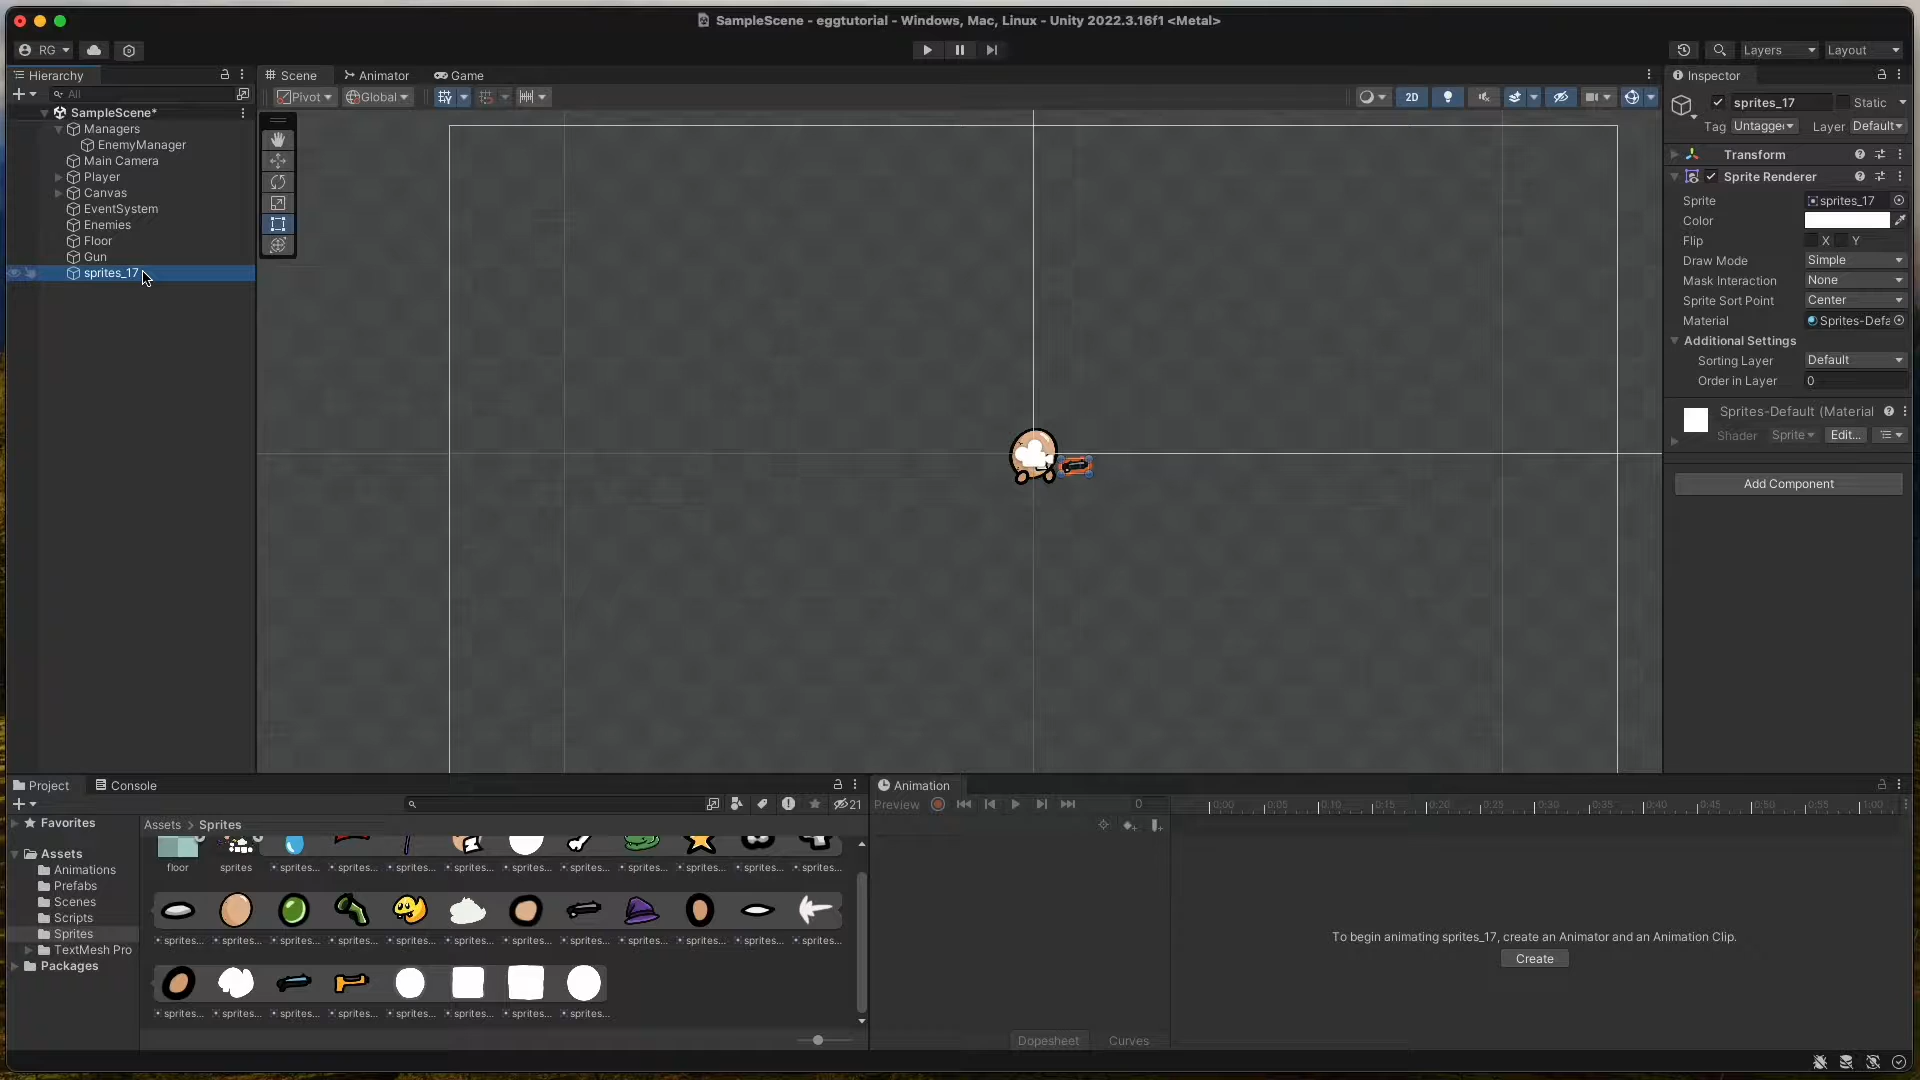 SampleScene - eggtutorial - Windows, Mac, Linux - Unity 2022.3.16f1 <Metal>
RG
Layers
Layout
Hierarchy
All
SampleScene*
Managers
EnemyManager
Main Camera
Player
Canvas
EventSystem
Enemies
Floor
Gun
sprites_17
Scene
Animator
Game
Pivot
Global
2D
Inspector
sprites_17
Static
Tag Untagge
Layer Default
Transform
Sprite Renderer
Sprite sprites_17
Color
Flip X Y
Draw Mode Simple
Mask Interaction None
Sprite Sort Point Center
Material Sprites-Defa
Additional Settings
Sorting Layer Default
Order in Layer 0
Sprites-Default (Material
Shader Sprite Edit...
Add Component
Project
Console
21
Favorites
Assets
Animations
Prefabs
Scenes
Scripts
Sprites
TextMesh Pro
Packages
Assets > Sprites
floor sprites sprites... sprites... sprites... sprites... sprites... sprites... sprites... sprites... sprites... sprites...
sprites... sprites... sprites... sprites... sprites... sprites... sprites... sprites... sprites... sprites... sprites... sprites...
sprites... sprites... sprites... sprites... sprites... sprites... sprites... sprites...
Animation
Preview
0
0:00 0:05 0:10 0:15 0:20 0:25 0:30 0:35 0:40 0:45 0:50 0:55 1:00
To begin animating sprites_17, create an Animator and an Animation Clip.
Create
Dopesheet
Curves